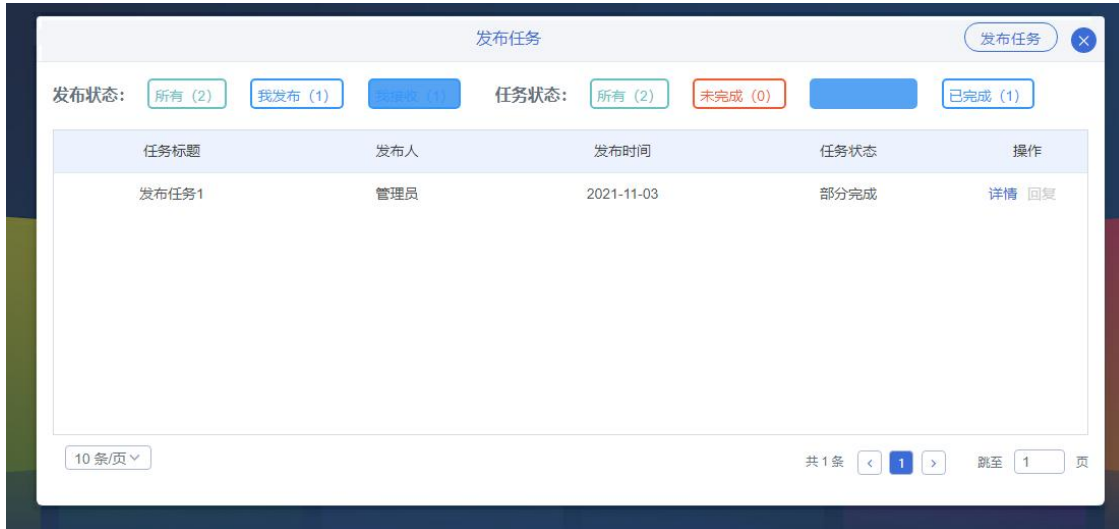 发布任务
发布任务
发布状态: 所有 (2) 我发布 (1) 我接收 (1) 任务状态: 所有 (2) 未完成 (0) 已完成 (1)
任务标题 发布人 发布时间 任务状态 操作
发布任务1 管理员 2021-11-03 部分完成 详情 回复
10 条/页 共1条 1 跳至 1 页